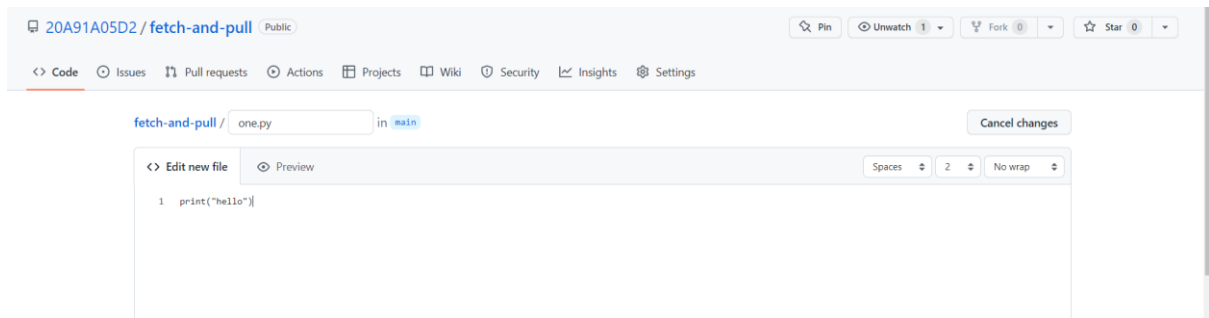 20A91A05D2 / fetch-and-pull Public Pin Unwatch 1 Fork 0 Star 0
<> Code Issues Pull requests Actions Projects Wiki Security Insights Settings
fetch-and-pull / one.py in main Cancel changes
<> Edit new file Preview Spaces 2 No wrap
1 print("hello")